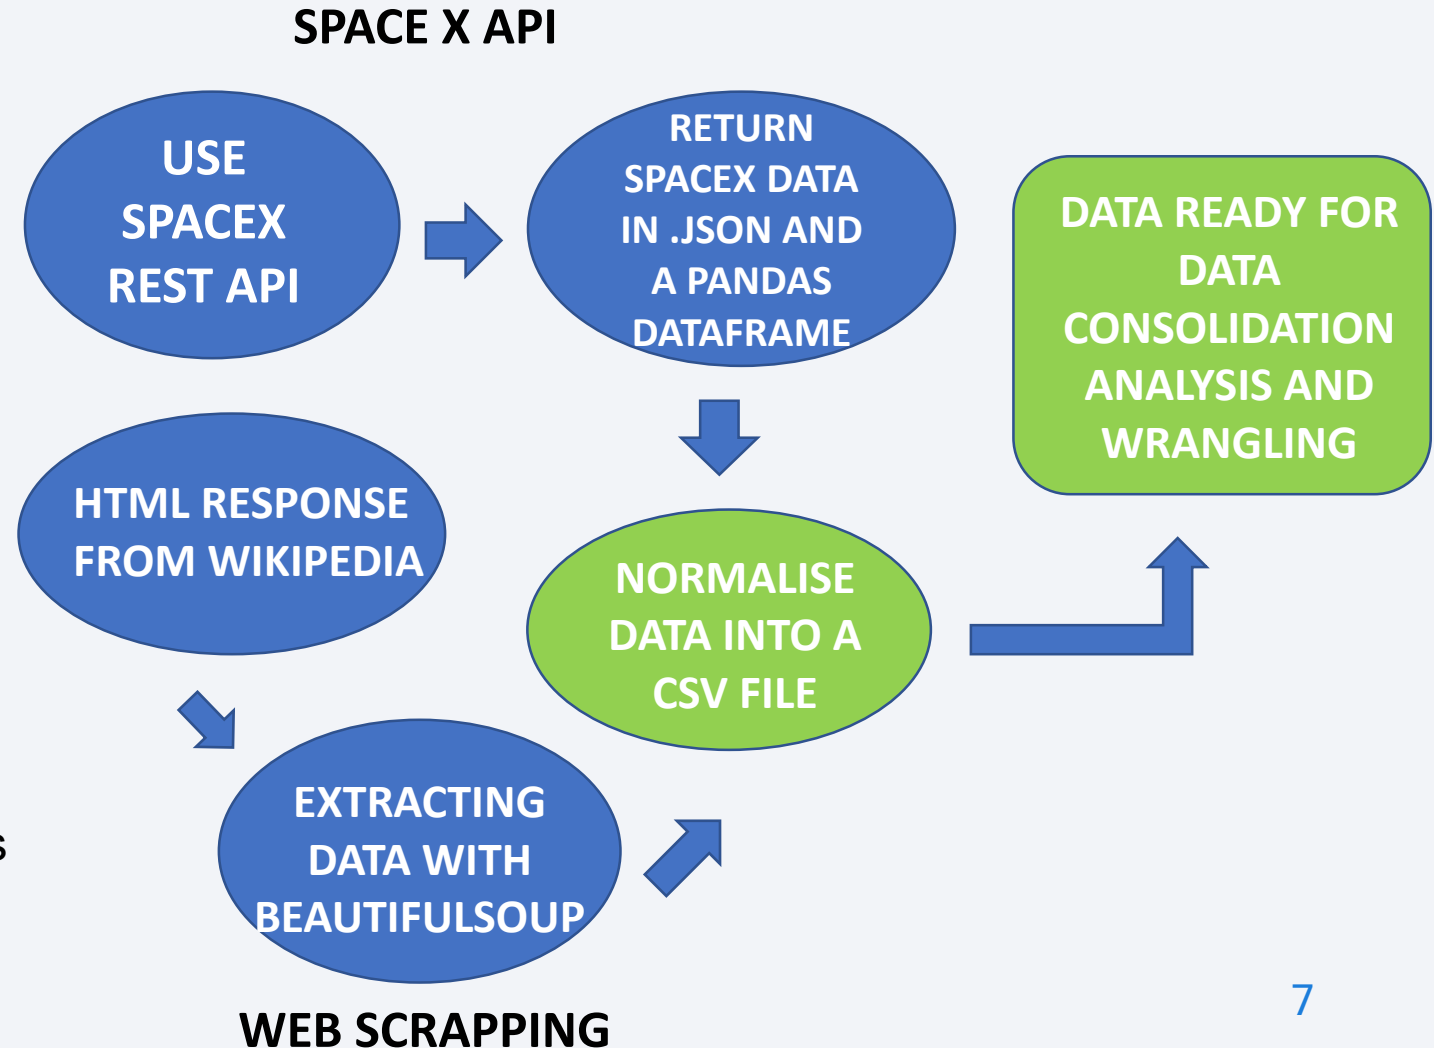 SPACE X API
USE
SPACEX
REST API
RETURN
SPACEX DATA
IN .JSON AND
A PANDAS
DATAFRAME
DATA READY FOR
DATA
CONSOLIDATION
ANALYSIS AND
WRANGLING
HTML RESPONSE
FROM WIKIPEDIA
NORMALISE
DATA INTO A
CSV FILE
EXTRACTING
DATA WITH
BEAUTIFULSOUP
s
WEB SCRAPPING
7